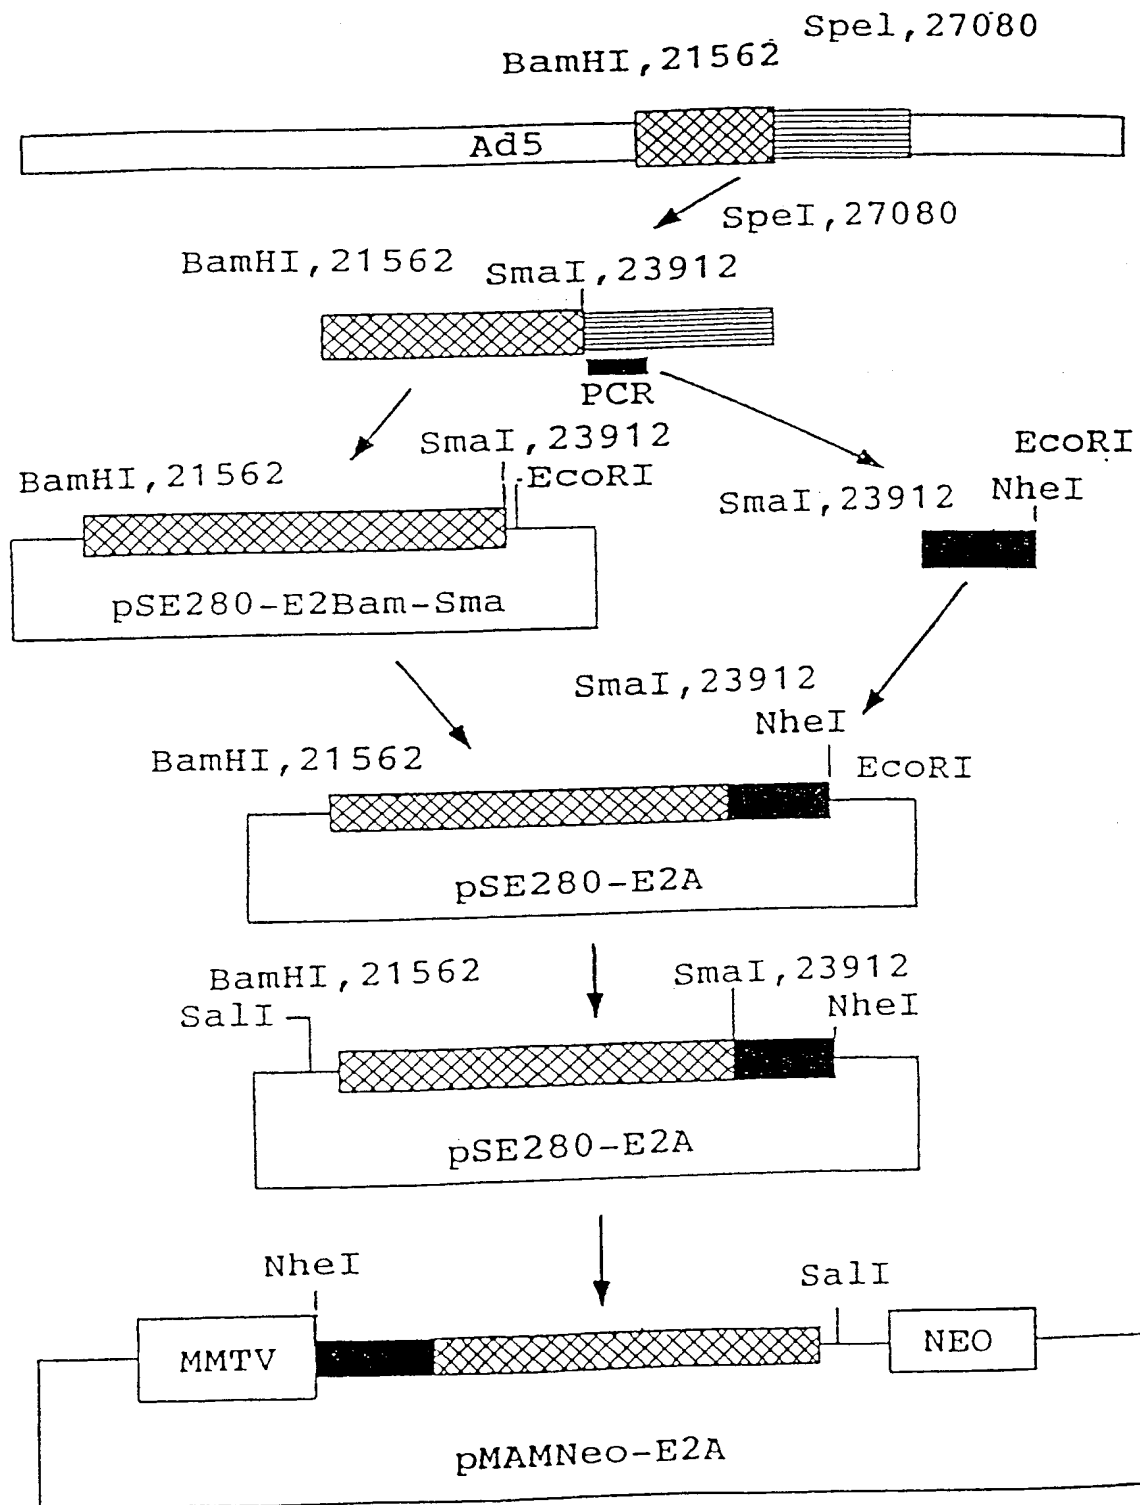 SpeI,27080
BamHI,21562
Ad5
SpeI,27080
BamHI,21562
SmaI,23912
PCR
SmaI,23912
EcoRI
BamHI,21562
EcoRI
NheI
SmaI,23912
pSE280-E2Bam-Sma
SmaI,23912
NheI
BamHI,21562
EcoRI
pSE280-E2A
BamHI,21562
SmaI,23912
SalI
NheI
pSE280-E2A
NheI
SalI
MMTV
NEO
pMAMNeo-E2A